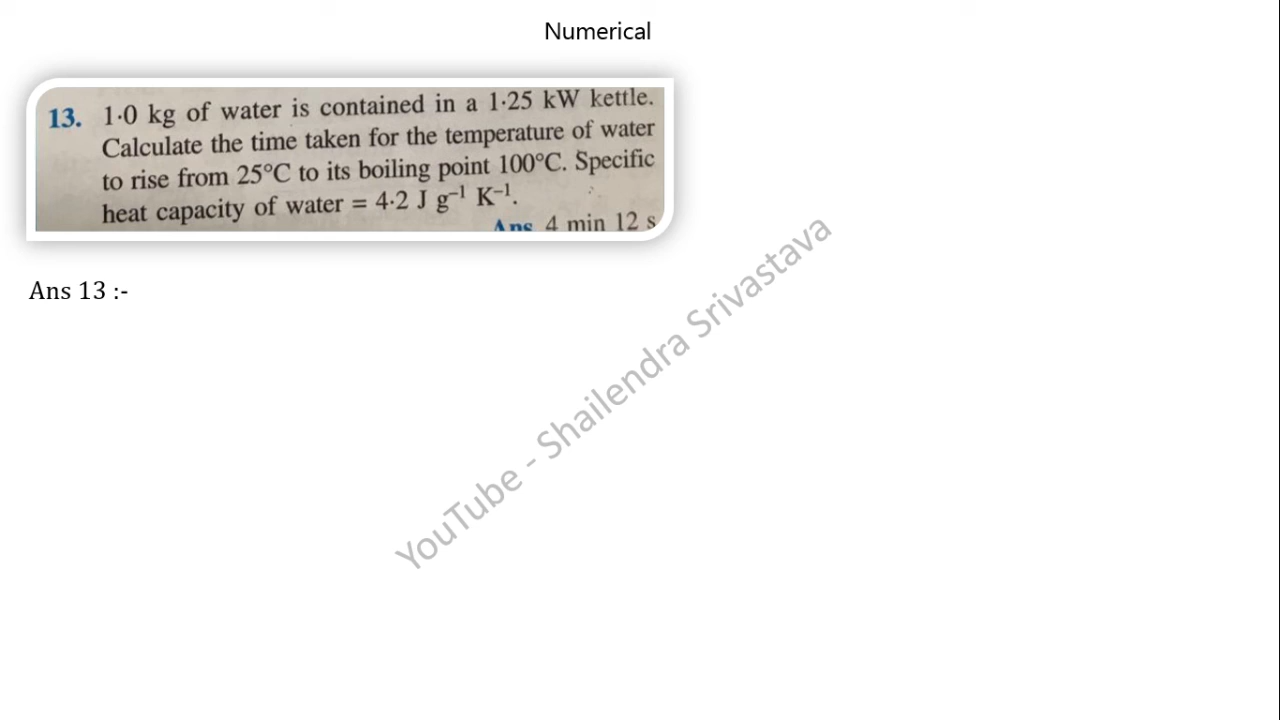 Numerical
13. 1·0 kg of water is contained in a 1·25 kW kettle.
Calculate the time taken for the temperature of water
to rise from 25°C to its boiling point 100°C. Specific
heat capacity of water = 4·2 J g⁻¹ K⁻¹.
Ans 4 min 12 s
Ans 13 :-
YouTube - Shailendra Srivastava